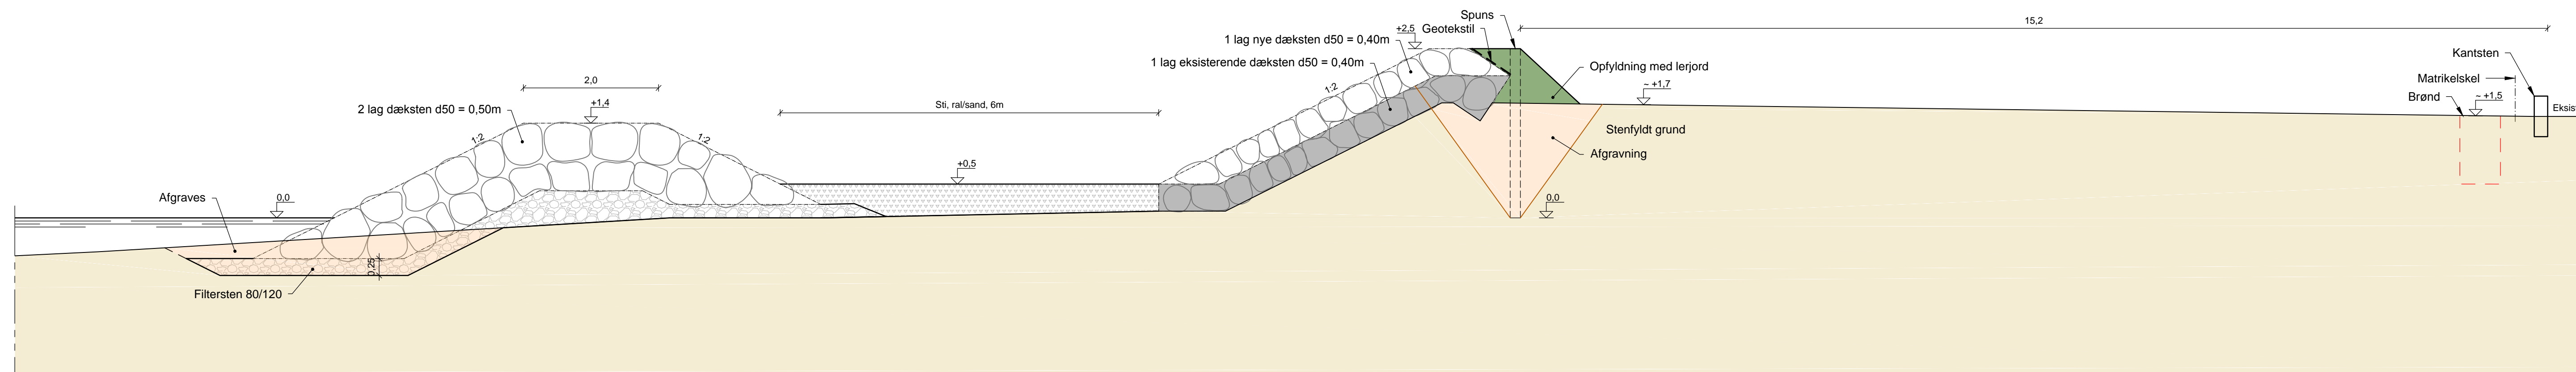 Spuns
15,2
+2,5
Geotekstil
1 lag nye dæksten d50 = 0,40m
Kantsten
1 lag eksisterende dæksten d50 = 0,40m
Opfyldning med lerjord
Matrikelskel
2,0
1:2
~ +1,7
Brønd
~ +1,5
2 lag dæksten d50 = 0,50m
+1,4
Sti, ral/sand, 6m
Eksis
1:2
1:2
Stenfyldt grund
Afgravning
+0,5
Afgraves
0,0
0,0
0,25
Filtersten 80/120